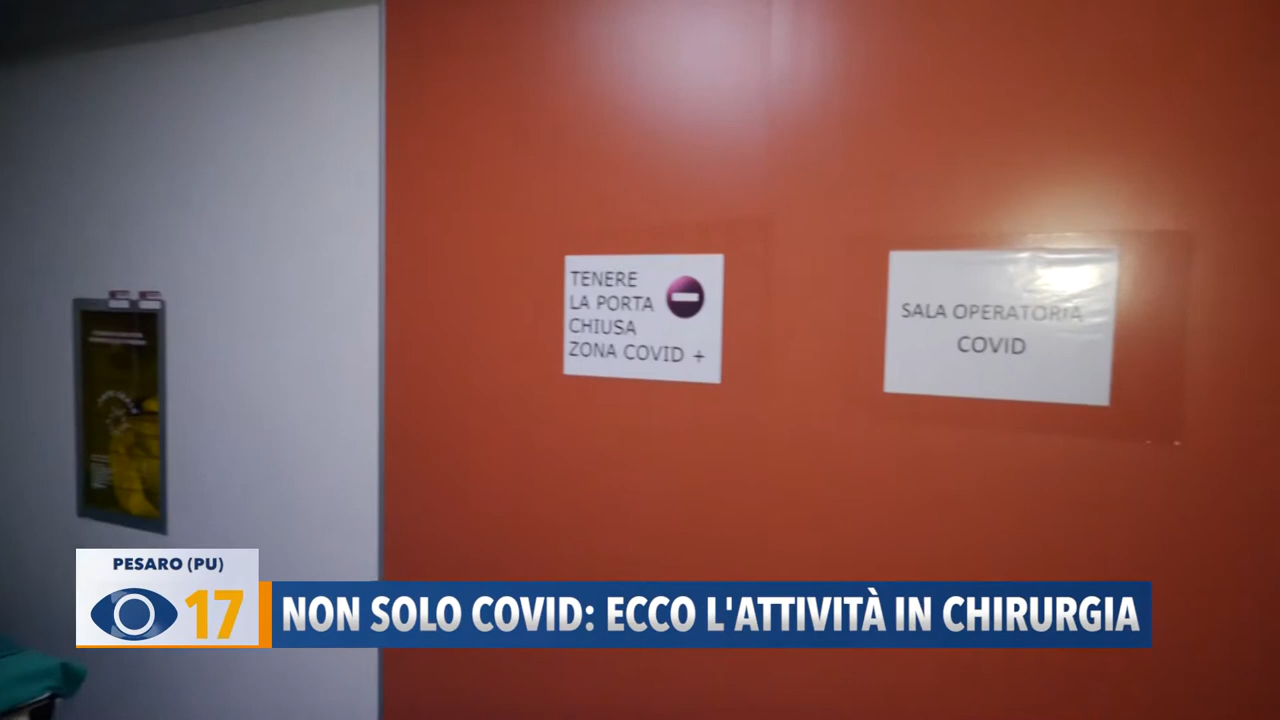 TENERE
LA PORTA
CHIUSA
ZONA COVID +
SALA OPERATORIA
COVID
PESARO (PU)
17
NON SOLO COVID: ECCO L'ATTIVITÀ IN CHIRURGIA